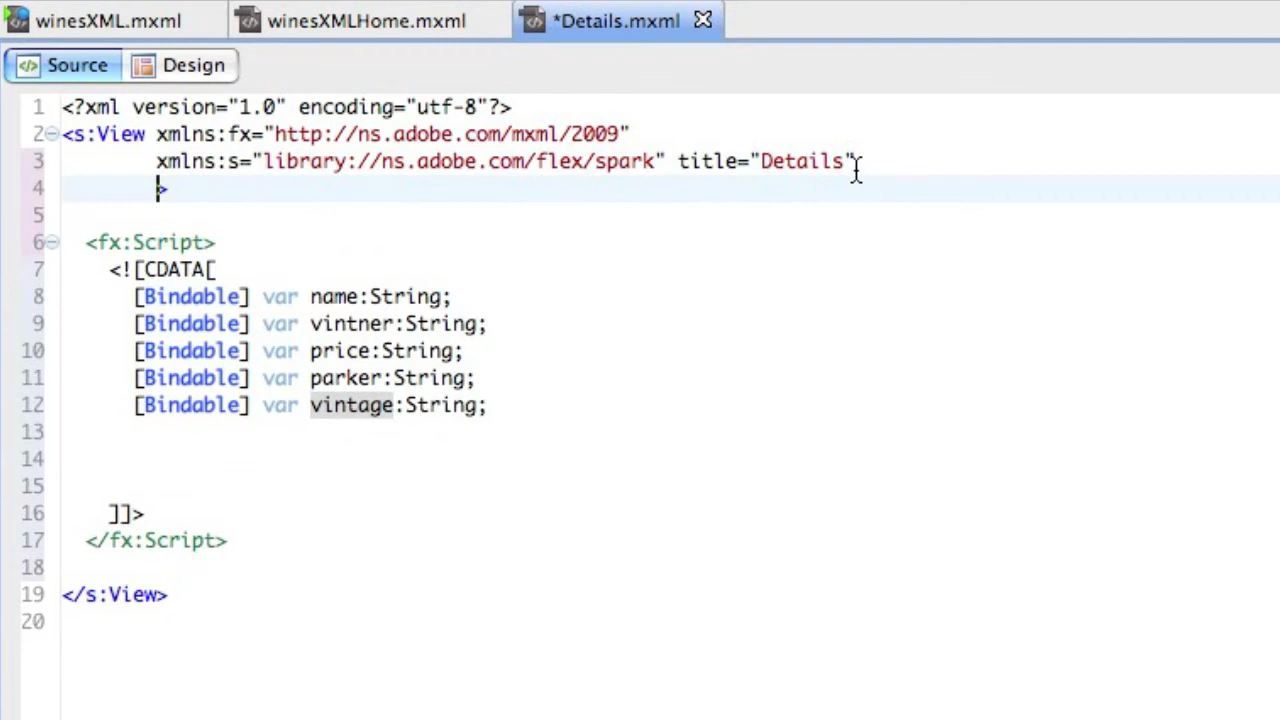 winesXML.mxml winesXMLHome.mxml *Details.mxml
Source Design
1 <?xml version="1.0" encoding="utf-8"?>
2 <s:View xmlns:fx="http://ns.adobe.com/mxml/2009"
3 xmlns:s="library://ns.adobe.com/flex/spark" title="Details"
4 >
5
6 <fx:Script>
7 <![CDATA[
8 [Bindable] var name:String;
9 [Bindable] var vintner:String;
10 [Bindable] var price:String;
11 [Bindable] var parker:String;
12 [Bindable] var vintage:String;
13
14
15
16 ]]>
17 </fx:Script>
18
19 </s:View>
20